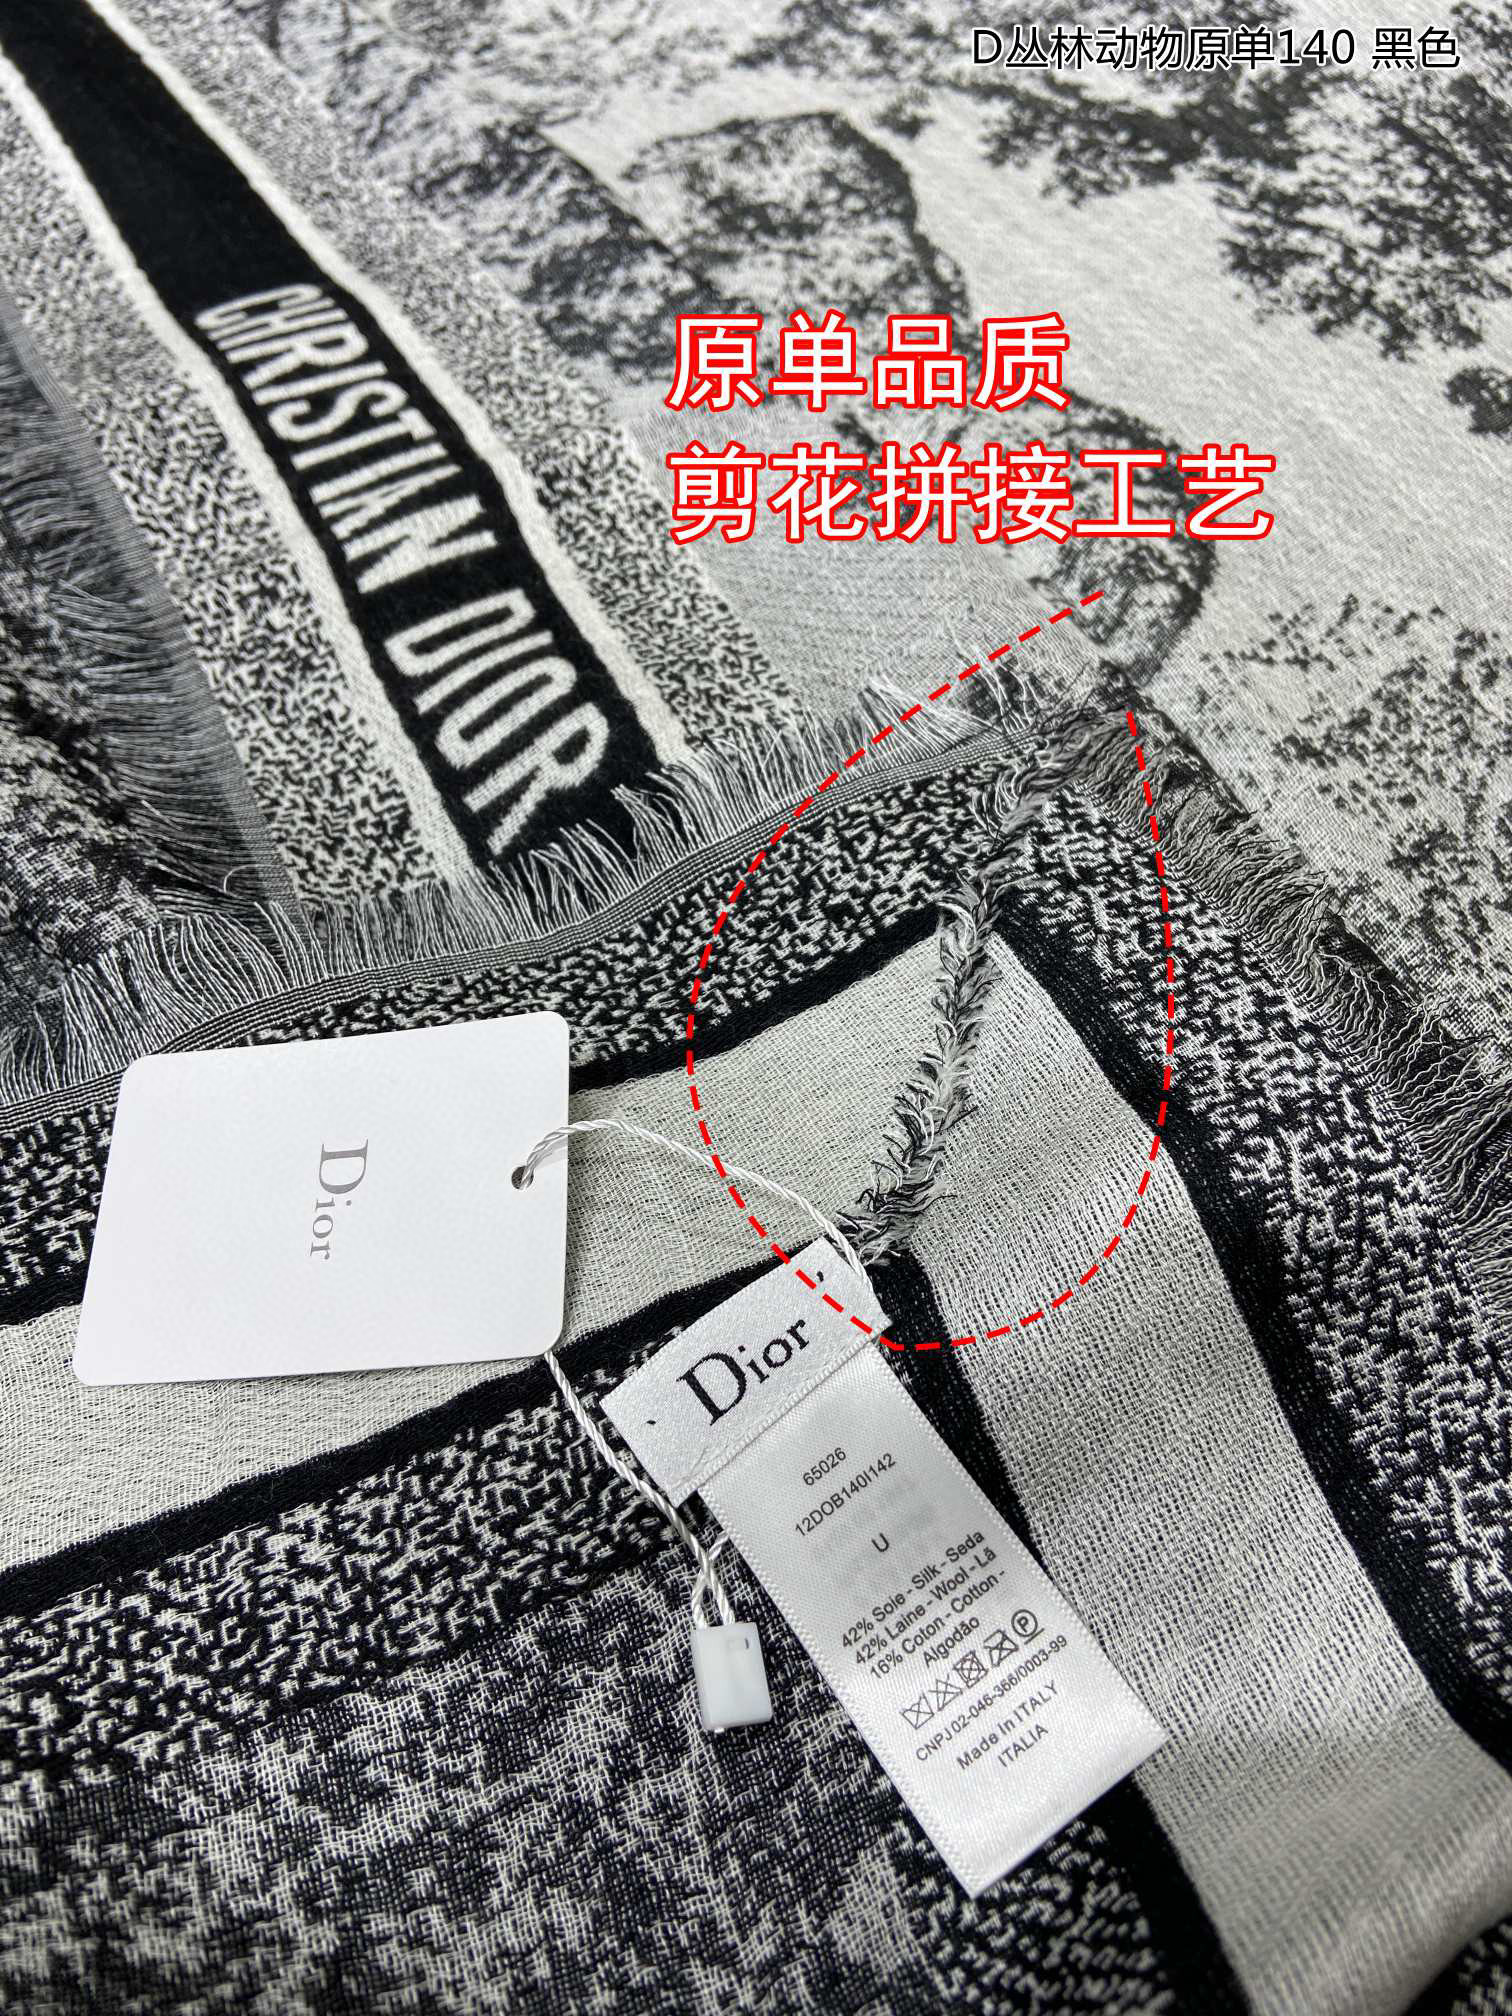 D丛林动物原单140 黑色
原单品质
剪花拼接工艺
CHRISTIAN DIOR
Dior
Dior
65026
12DOB140I142
U
42% Soie - Silk - Seda
42% Laine - Wool - Lã
16% Coton - Cotton -
Algodão
CNPJ 02-046-366/0003-99
Made in ITALY
ITALIA